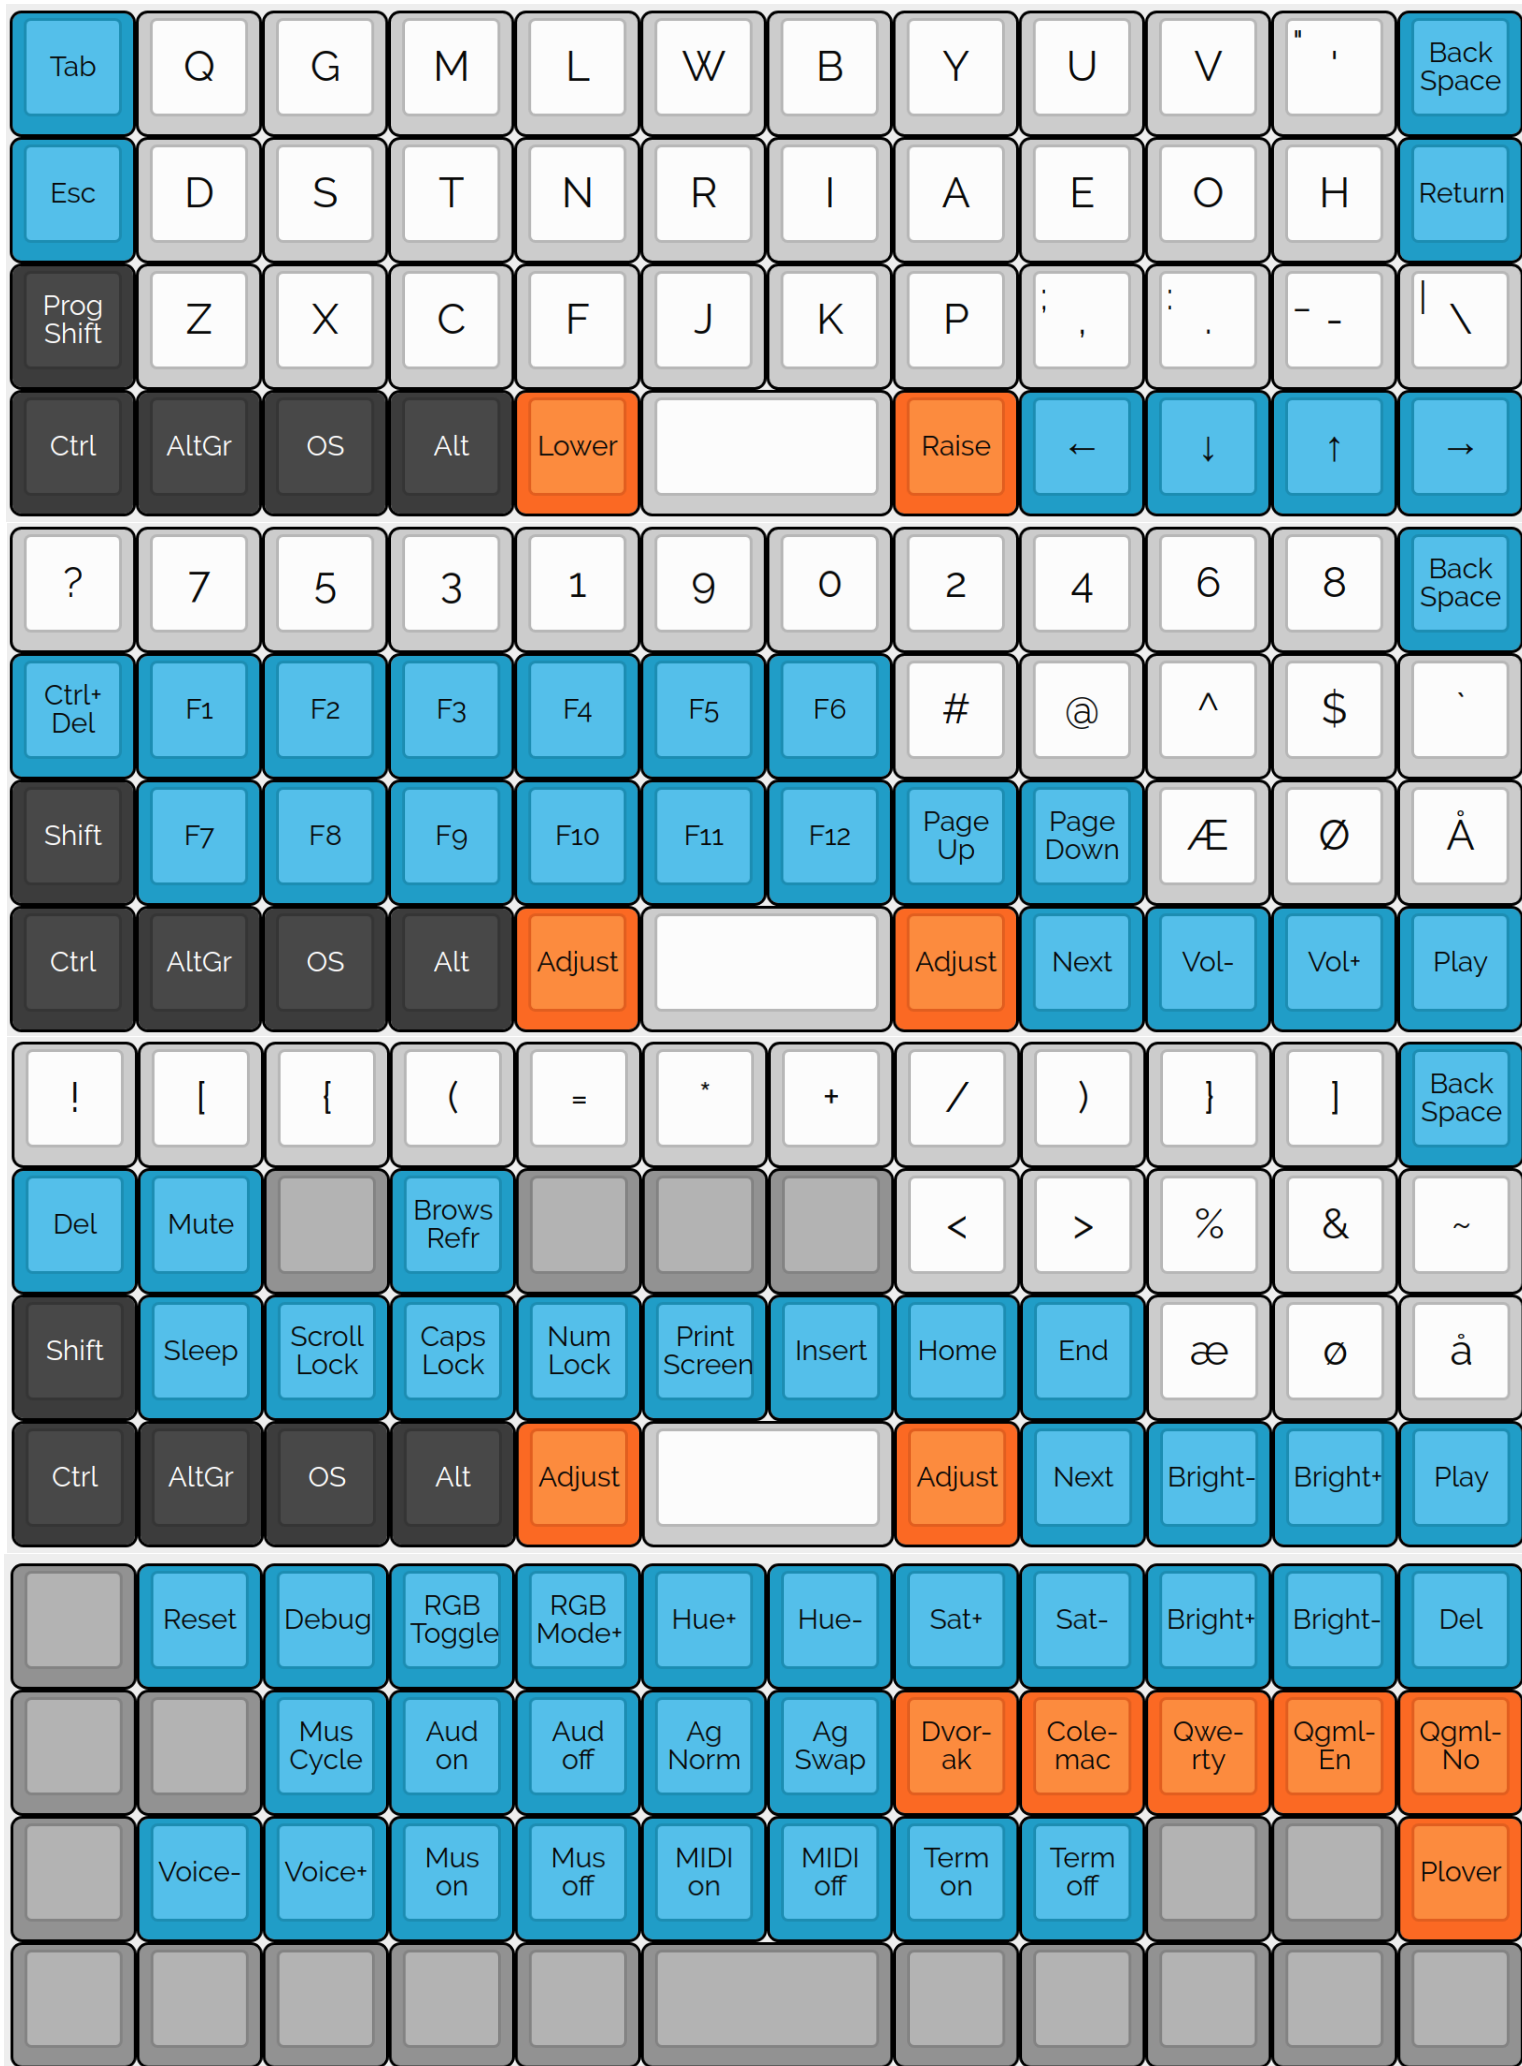 Tab Q G M L W B Y U V " ' Back Space
Esc D S T N R I A E O H Return
Prog Shift Z X C F J K P ; , : . _ - | \
Ctrl AltGr OS Alt Lower Raise ← ↓ ↑ →
? 7 5 3 1 9 0 2 4 6 8 Back Space
Ctrl+ Del F1 F2 F3 F4 F5 F6 # @ ^ $ `
Shift F7 F8 F9 F10 F11 F12 Page Up Page Down Æ Ø Å
Ctrl AltGr OS Alt Adjust Adjust Next Vol- Vol+ Play
! [ { ( = * + / ) } ] Back Space
Del Mute Brows Refr < > % & ~
Shift Sleep Scroll Lock Caps Lock Num Lock Print Screen Insert Home End æ ø å
Ctrl AltGr OS Alt Adjust Adjust Next Bright- Bright+ Play
Reset Debug RGB Toggle RGB Mode+ Hue+ Hue- Sat+ Sat- Bright+ Bright- Del
Mus Cycle Aud on Aud off Ag Norm Ag Swap Dvor- ak Cole- mac Qwe- rty Qgml- En Qgml- No
Voice- Voice+ Mus on Mus off MIDI on MIDI off Term on Term off Plover